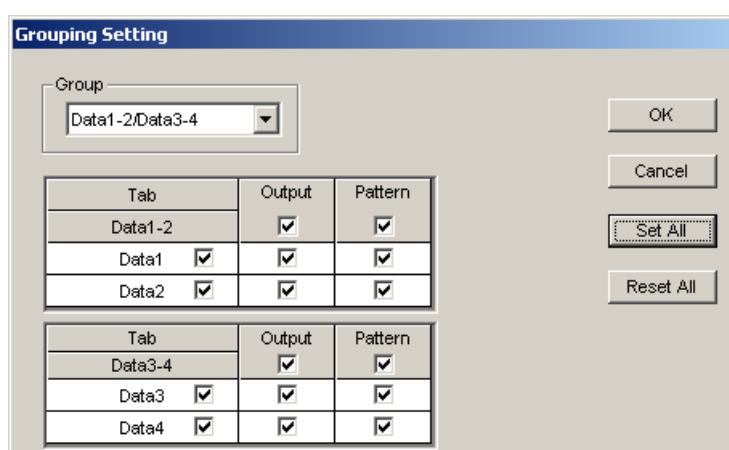 Grouping Setting
Group
Data1-2/Data3-4
OK
Cancel
Set All
Reset All
Tab Output Pattern
Data1-2
Data1
Data2
Tab Output Pattern
Data3-4
Data3
Data4